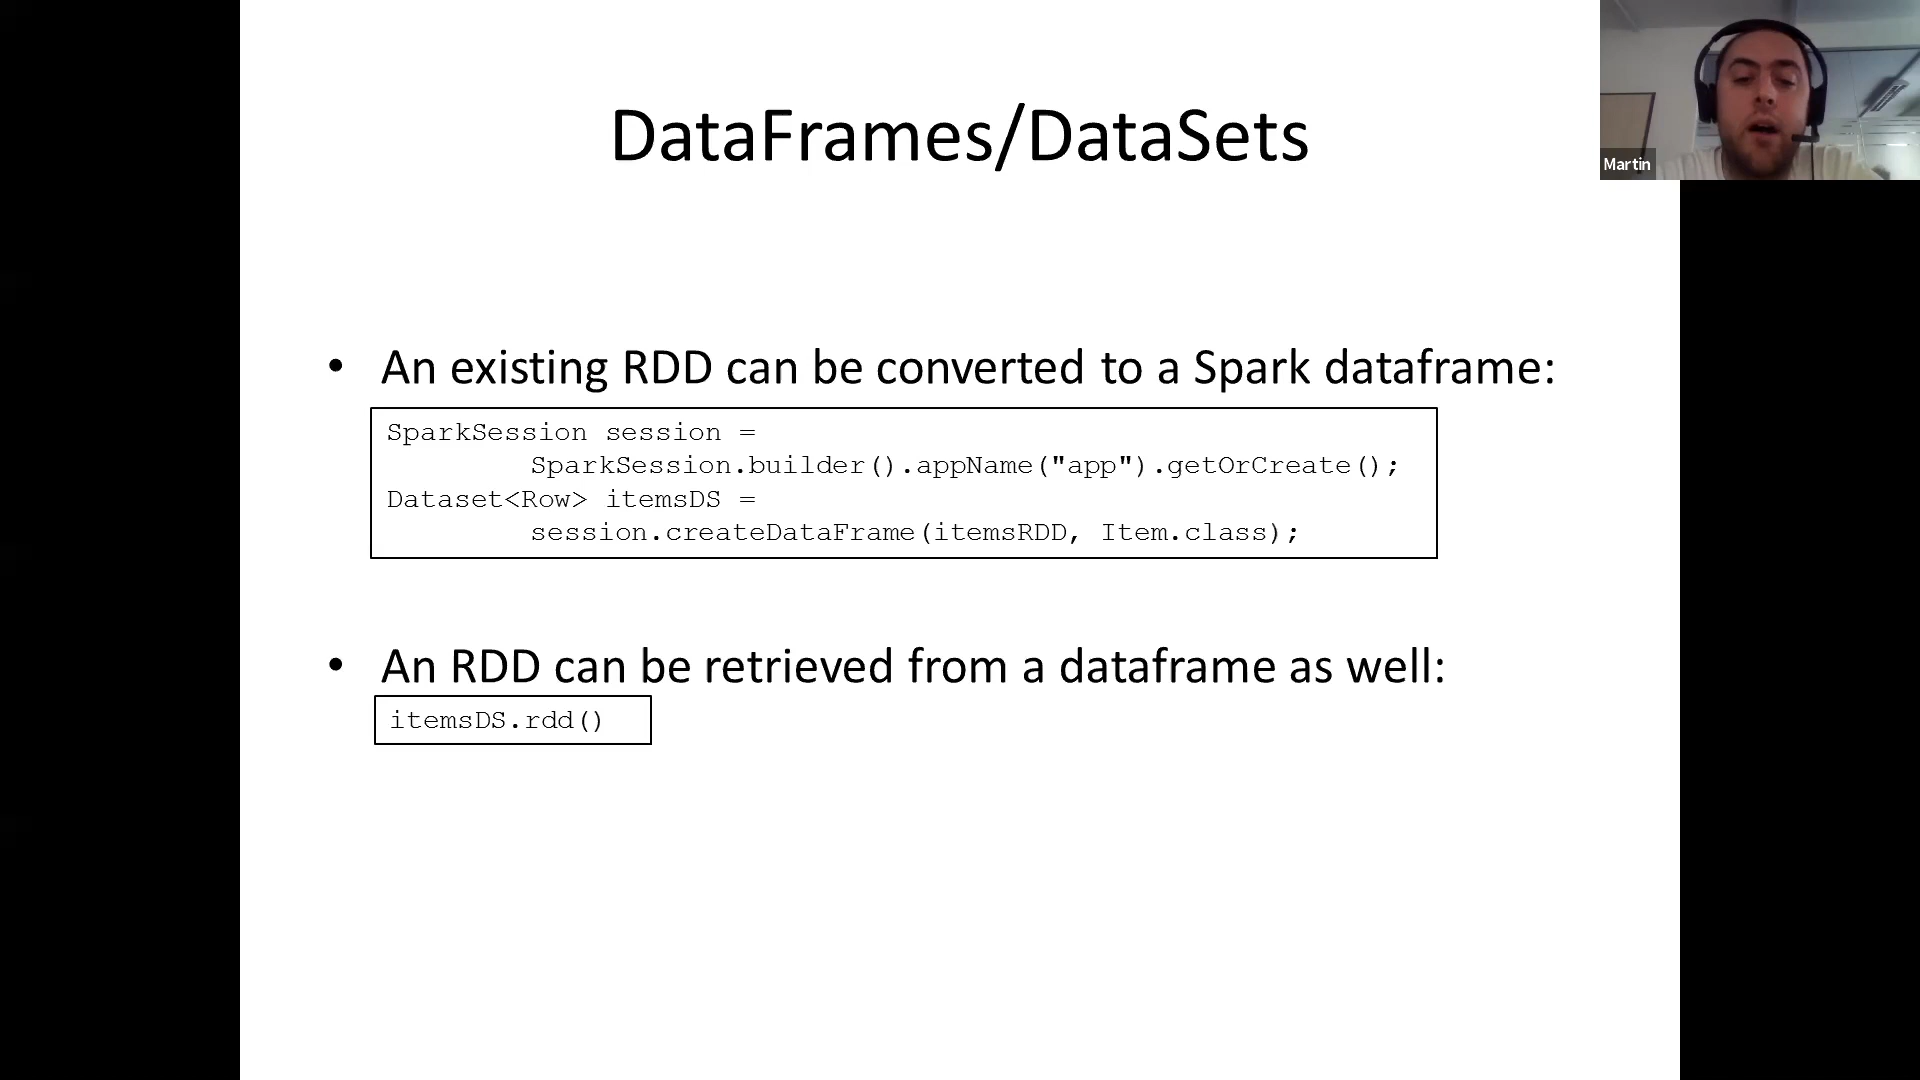 DataFrames/DataSets
Martin
• An existing RDD can be converted to a Spark dataframe:
SparkSession session =
SparkSession.builder().appName("app").getOrCreate();
Dataset<Row> itemsDS =
session.createDataFrame(itemsRDD, Item.class);
• An RDD can be retrieved from a dataframe as well:
itemsDS.rdd()